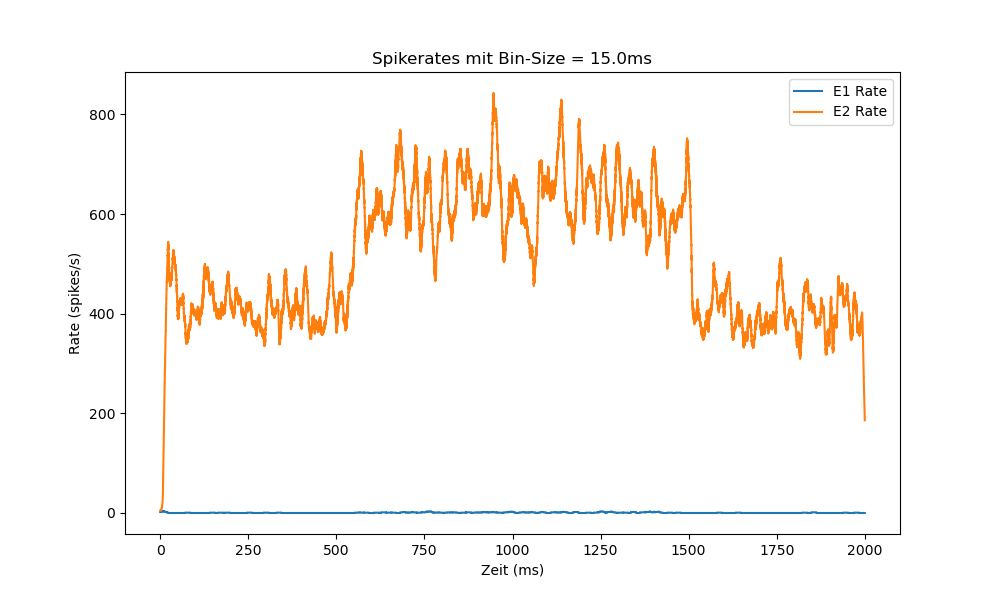 Spikerates mit Bin-Size = 15.0ms
E1 Rate
E2 Rate
Rate (spikes/s)
800
600
400
200
0
0 250 500 750 1000 1250 1500 1750 2000
Zeit (ms)